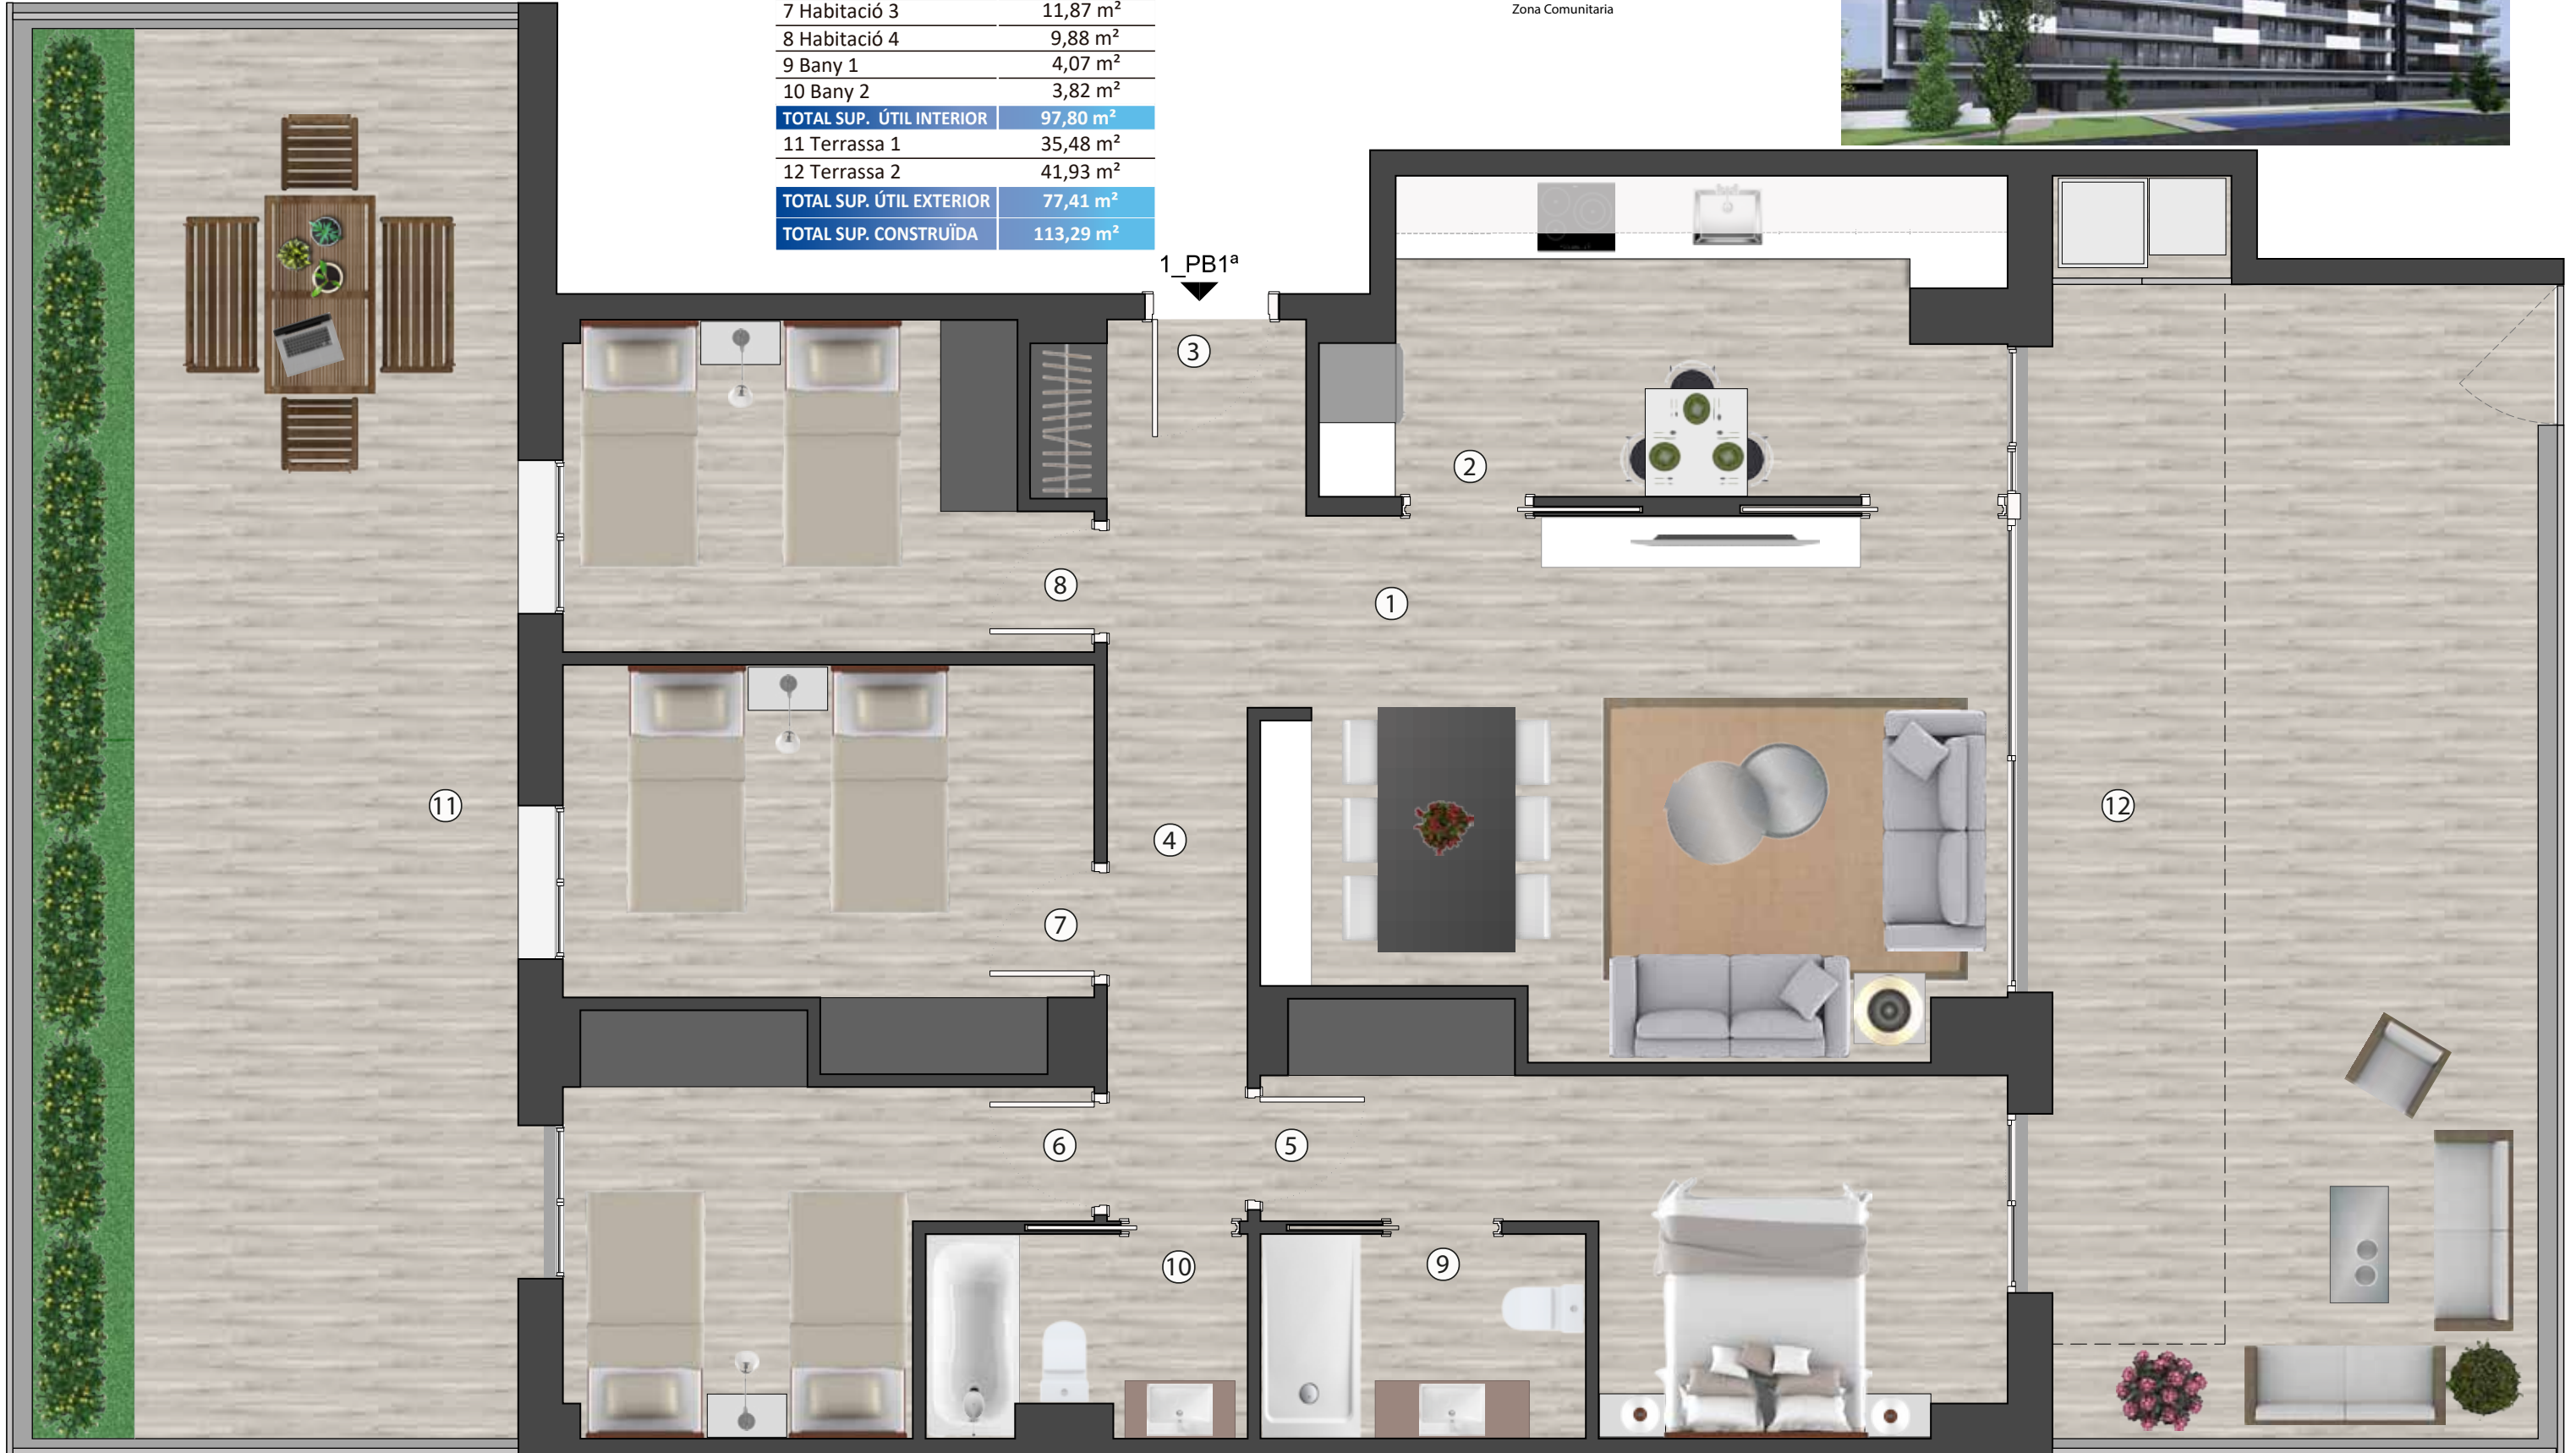 7 Habitació 3 11,87 m²
8 Habitació 4 9,88 m²
9 Bany 1 4,07 m²
10 Bany 2 3,82 m²
TOTAL SUP. ÚTIL INTERIOR 97,80 m²
11 Terrassa 1 35,48 m²
12 Terrassa 2 41,93 m²
TOTAL SUP. ÚTIL EXTERIOR 77,41 m²
TOTAL SUP. CONSTRUÏDA 113,29 m²
Zona Comunitaria
1_PB1ª
3
2
8
1
11
12
4
7
6
5
10
9